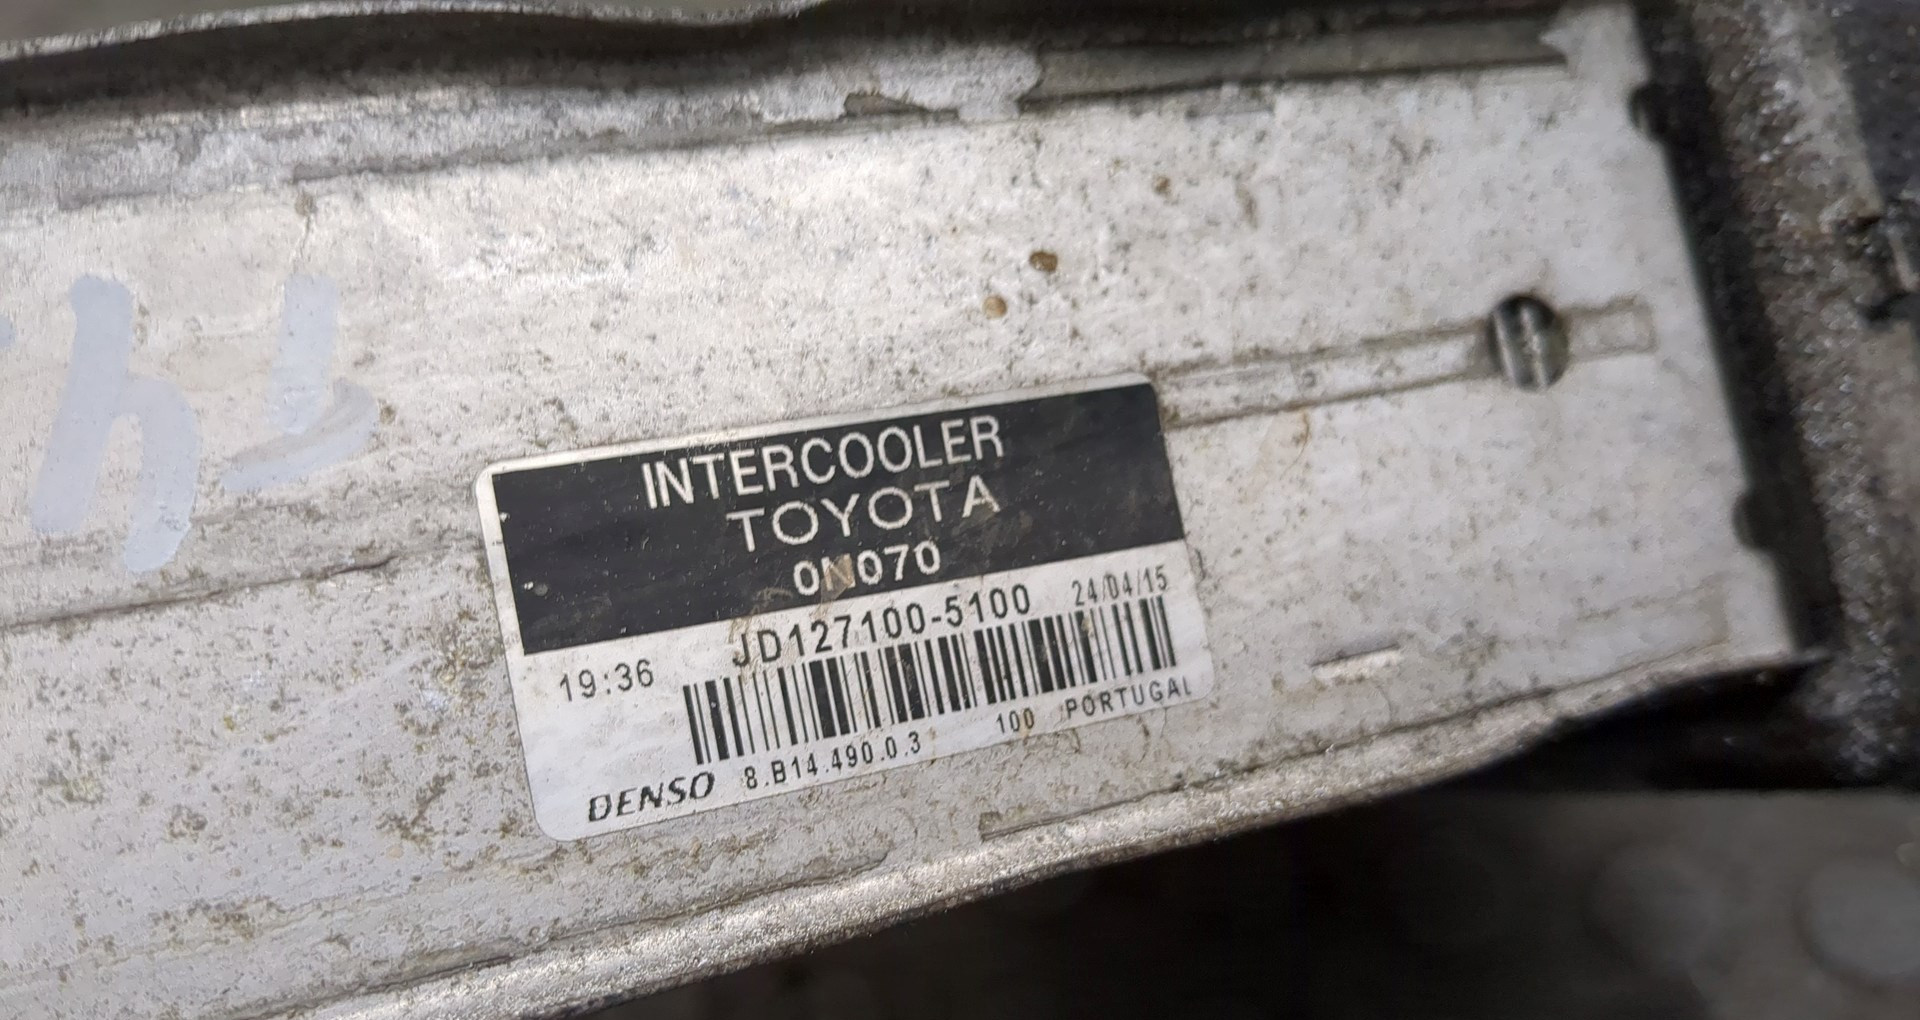 INTERCOOLER
TOYOTA
0N070
JD127100-5100 24/04/15
19:36
8.B14.490.0.3 100 PORTUGAL
DENSO